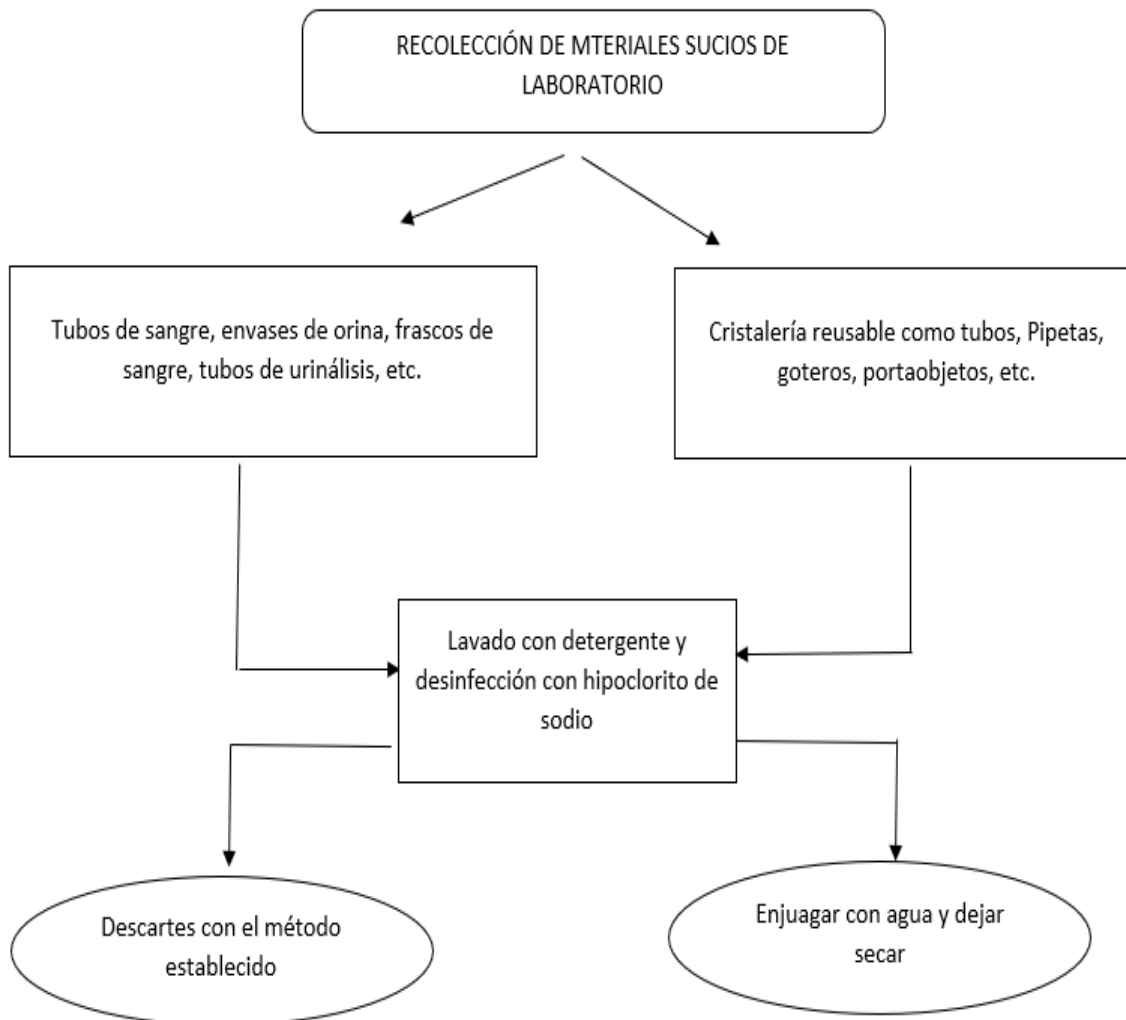 RECOLECCIÓN DE MTERIALES SUCIOS DE
LABORATORIO
Tubos de sangre, envases de orina, frascos de
sangre, tubos de urinálisis, etc.
Cristalería reusable como tubos, Pipetas,
goteros, portaobjetos, etc.
Lavado con detergente y
desinfección con hipoclorito de
sodio
Descartes con el método
establecido
Enjuagar con agua y dejar
secar